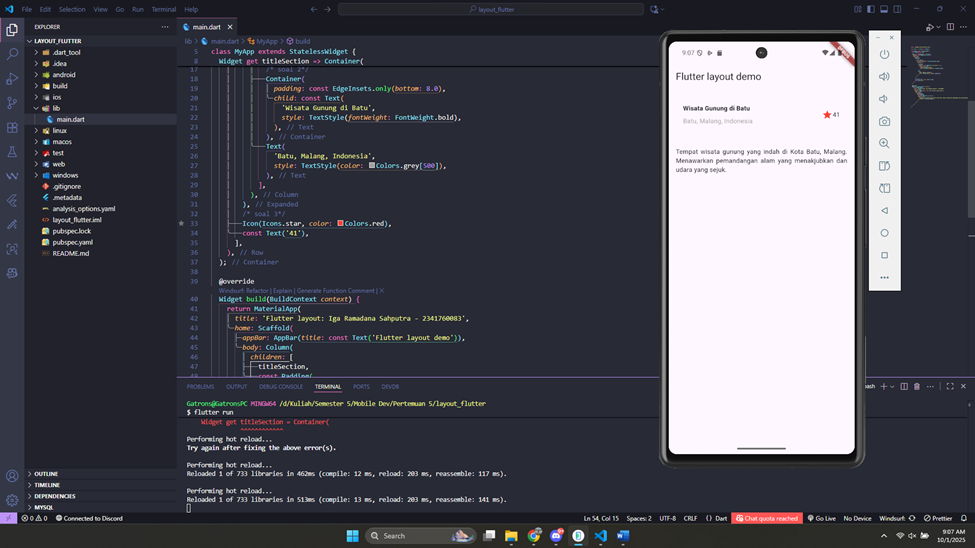 File Edit Selection View Go Run Terminal Help
layout_flutter
EXPLORER
LAYOUT_FLUTTER
.dart_tool
.idea
android
build
ios
lib
main.dart
linux
macos
test
web
windows
.gitignore
.metadata
analysis_options.yaml
layout_flutter.iml
pubspec.lock
pubspec.yaml
README.md
OUTLINE
TIMELINE
DEPENDENCIES
MYSQL
main.dart
lib > main.dart > MyApp > build
5 class MyApp extends StatelessWidget {
8 Widget get titleSection => Container(
17 /* soal 2*/
18 Container(
19 padding: const EdgeInsets.only(bottom: 8.0),
20 child: const Text(
21 'Wisata Gunung di Batu',
22 style: TextStyle(fontWeight: FontWeight.bold),
23 ), // Text
24 ), // Container
25 Text(
26 'Batu, Malang, Indonesia',
27 style: TextStyle(color: Colors.grey[500]),
28 ), // Text
29 ],
30 ), // Column
31 ), // Expanded
32 /* soal 3*/
33 Icon(Icons.star, color: Colors.red),
34 const Text('41'),
35 ],
36 ), // Row
37 ); // Container
38
39 @override
Windsurf: Refactor | Explain | Generate Function Comment | X
40 Widget build(BuildContext context) {
41 return MaterialApp(
42 title: 'Flutter layout: Iga Ramadana Sahputra - 2341760083',
43 home: Scaffold(
44 appBar: AppBar(title: const Text('Flutter layout demo')),
45 body: Column(
46 children: [
47 titleSection,
48 const Padding(
PROBLEMS OUTPUT DEBUG CONSOLE TERMINAL PORTS DEVDB
bash
Gatrons@GatronsPC MINGW64 /d/Kuliah/Semester 5/Mobile Dev/Pertemuan 5/layout_flutter
$ flutter run
Widget get titleSection = Container(
^^^^^^^^^^^^
Performing hot reload...
Try again after fixing the above error(s).
Performing hot reload...
Reloaded 1 of 733 libraries in 462ms (compile: 12 ms, reload: 203 ms, reassemble: 117 ms).
Performing hot reload...
Reloaded 1 of 733 libraries in 513ms (compile: 13 ms, reload: 203 ms, reassemble: 141 ms).
9:07
Flutter layout demo
Wisata Gunung di Batu
Batu, Malang, Indonesia
41
Tempat wisata gunung yang indah di Kota Batu, Malang.
Menawarkan pemandangan alam yang menakjubkan dan
udara yang sejuk.
0 0 Connected to Discord
Ln 54, Col 15 Spaces: 2 UTF-8 CRLF {} Dart Chat quota reached Go Live No Device Windsurf: Prettier
Search
9:07 AM
10/1/2025